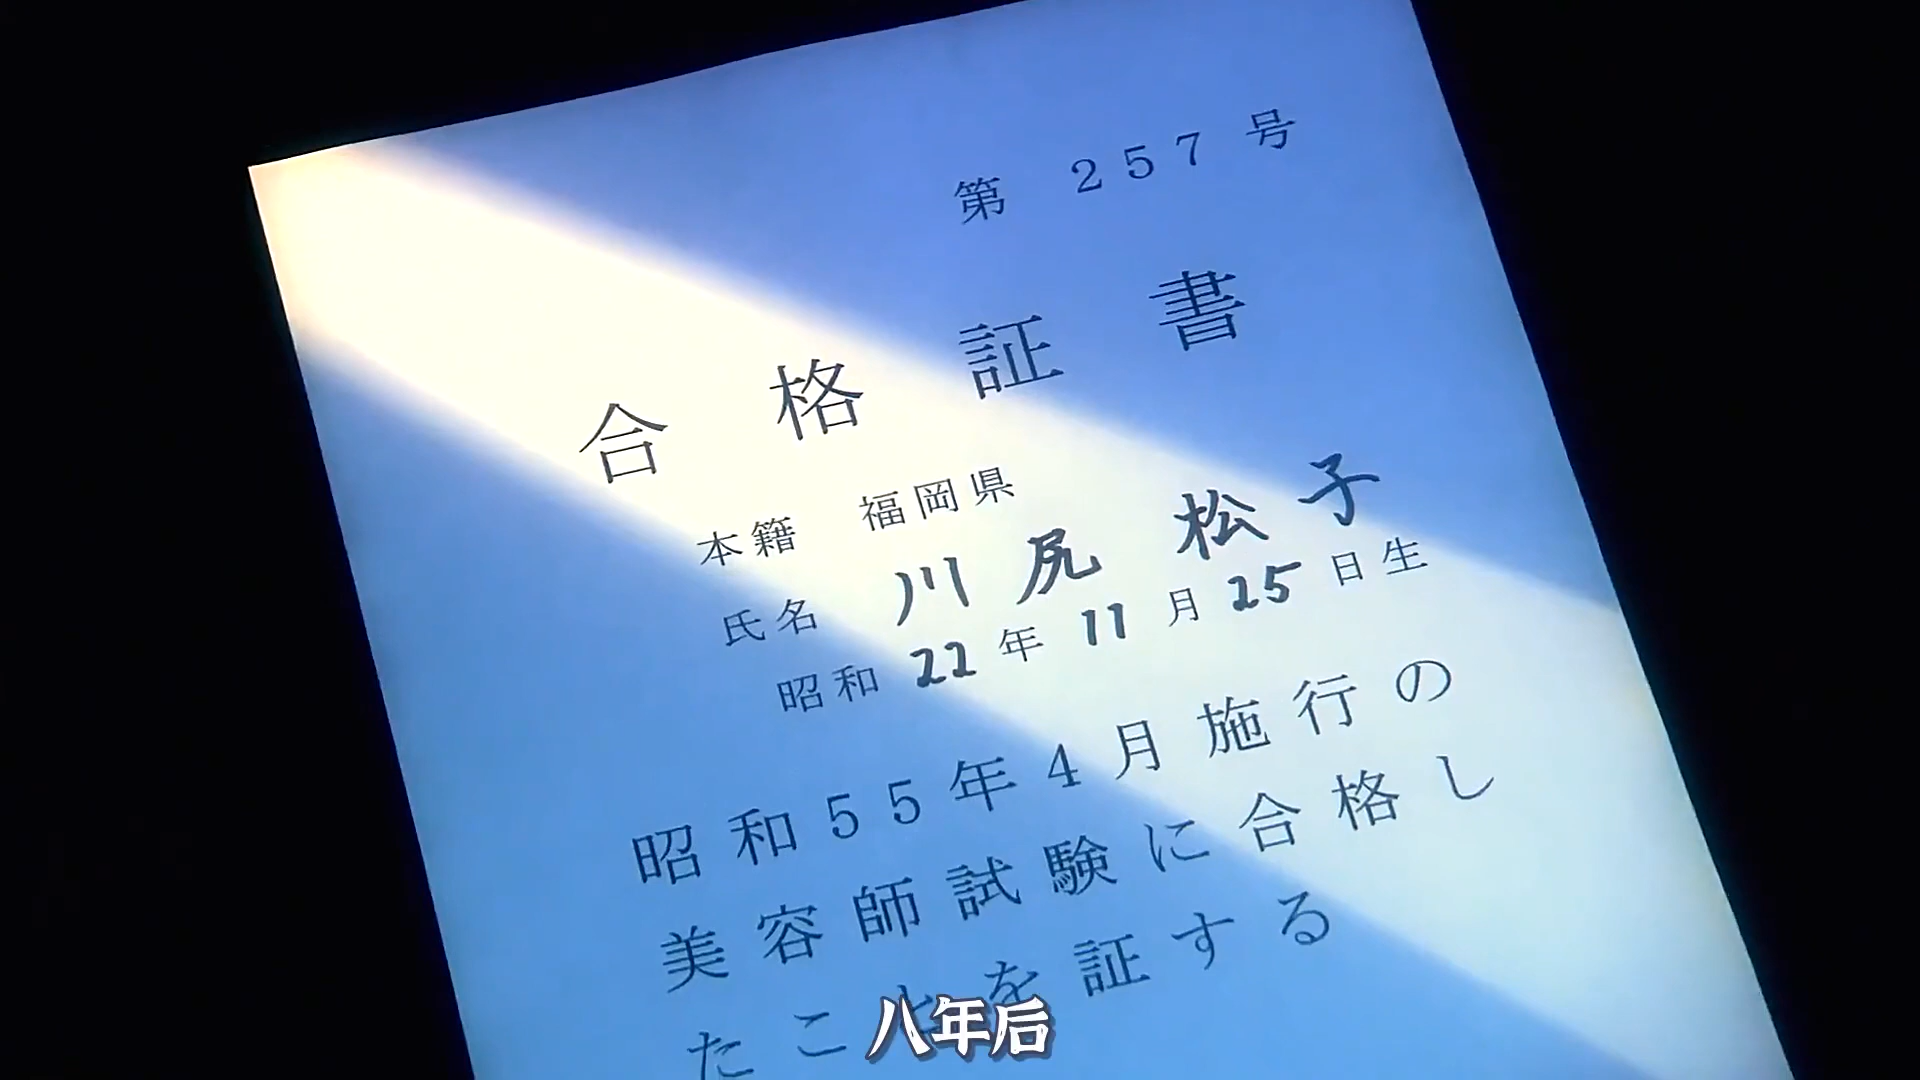 第 257 号
合格証書
本籍 福岡県
氏名 川尻 松子
昭和 22 年 11 月 25 日生
昭和55年4月施行の
美容師試験に合格し
たことを証する
八年后